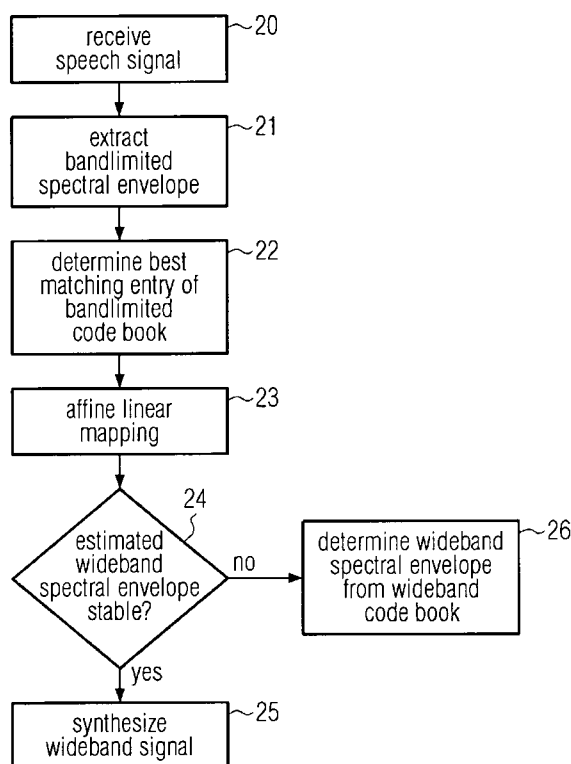 receive
speech signal
20
extract
bandlimited
spectral envelope
21
determine best
matching entry of
bandlimited
code book
22
affine linear
mapping
23
estimated
wideband
spectral envelope
stable?
24
no
determine wideband
spectral envelope
from wideband
code book
26
yes
synthesize
wideband signal
25